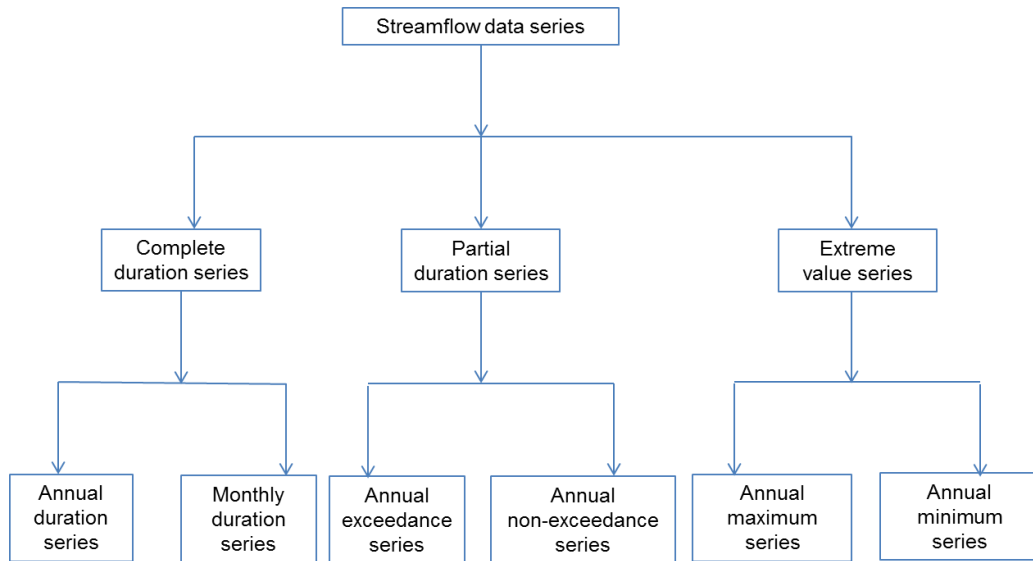 Streamflow data series
Complete
duration series
Partial
duration series
Extreme
value series
Annual
duration
series
Monthly
duration
series
Annual
exceedance
series
Annual
non-exceedance
series
Annual
maximum
series
Annual
minimum
series